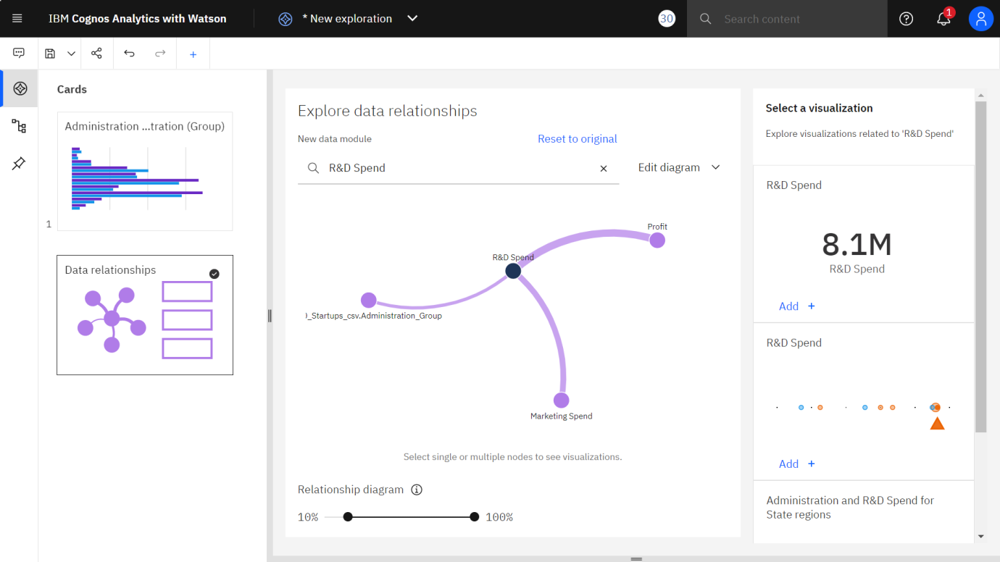 IBM Cognos Analytics with Watson
* New exploration
30
Search content
1
Cards
Administration ...tration (Group)
1
Data relationships
Explore data relationships
New data module
Reset to original
R&D Spend
Edit diagram
Profit
R&D Spend
)_Startups_csv.Administration_Group
Marketing Spend
Select single or multiple nodes to see visualizations.
Relationship diagram
10%
100%
Select a visualization
Explore visualizations related to 'R&D Spend'
R&D Spend
8.1M
R&D Spend
Add +
R&D Spend
Add +
Administration and R&D Spend for
State regions